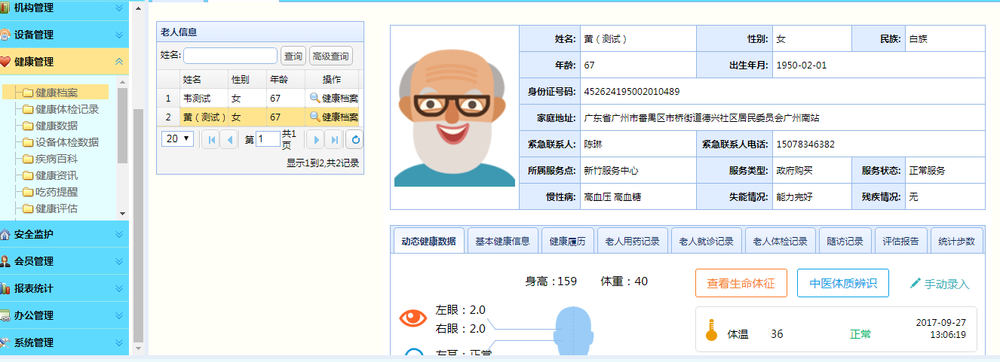 机构管理
设备管理
健康管理
健康档案
健康体检记录
健康数据
设备体检数据
疾病百科
健康资讯
吃药提醒
健康评估
安全监护
会员管理
报表统计
办公管理
系统管理
老人信息
姓名: 查询 高级查询
姓名 性别 年龄 操作
1 韦测试 女 67 健康档案
2 黄（测试） 女 67 健康档案
20 第 1 共1页
显示1到2,共2记录
姓名: 黄（测试） 性别: 女 民族: 白族
年龄: 67 出生年月: 1950-02-01
身份证号码: 452624195002010489
家庭地址: 广东省广州市番禺区市桥街道德兴社区居民委员会广州南站
紧急联系人: 陈琳 紧急联系人电话: 15078346382
所属服务点: 新竹服务中心 服务类型: 政府购买 服务状态: 正常服务
慢性病: 高血压 高血糖 失能情况: 能力完好 残疾情况: 无
动态健康数据 基本健康信息 健康履历 老人用药记录 老人就诊记录 老人体检记录 随访记录 评估报告 统计步数
身高：159 体重：40 查看生命体征 中医体质辨识 手动录入
左眼：2.0
右眼：2.0
左耳：正常
体温 36 正常 2017-09-27
13:06:19